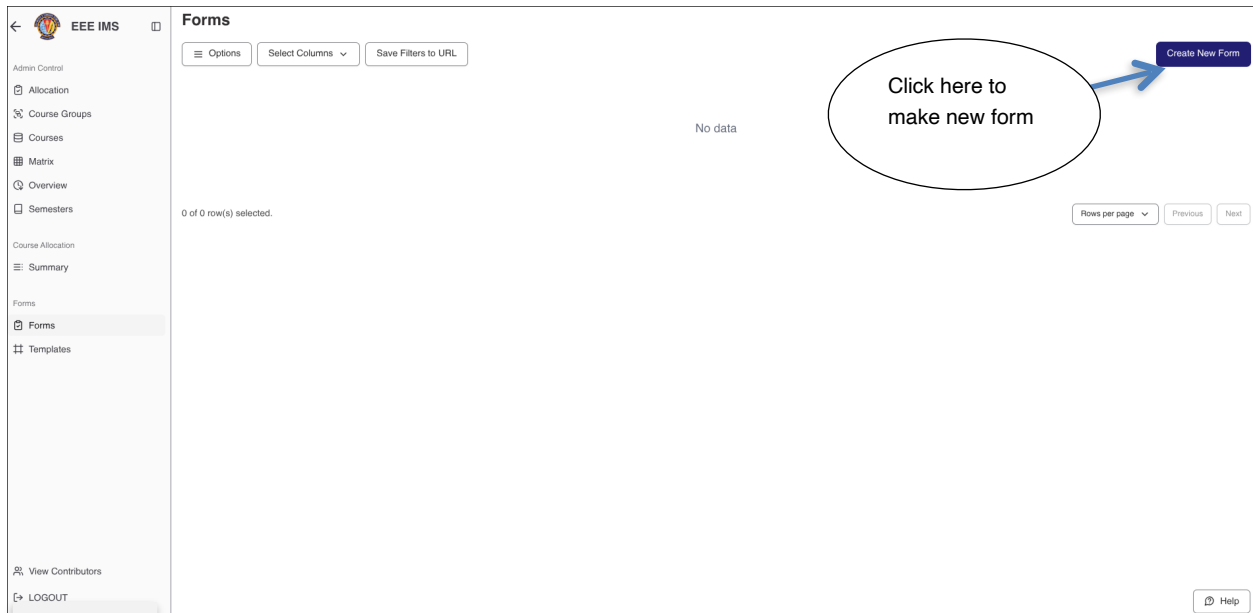 EEE IMS
Admin Control
Allocation
Course Groups
Courses
Matrix
Overview
Semesters
Course Allocation
Summary
Forms
Forms
Templates
View Contributors
LOGOUT
Forms
Options
Select Columns
Save Filters to URL
Create New Form
Click here to
make new form
No data
0 of 0 row(s) selected.
Rows per page
Previous
Next
Help